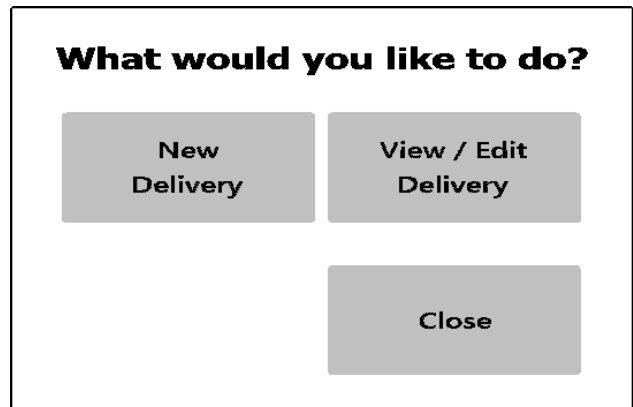 What would you like to do?
New
Delivery
View / Edit
Delivery
Close